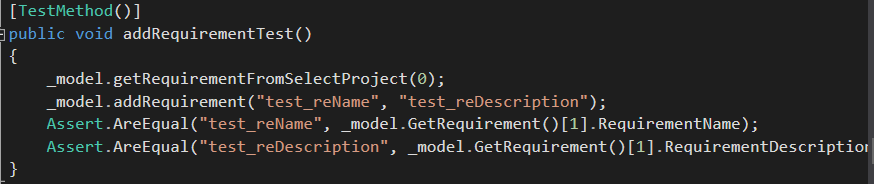 [TestMethod()]
public void addRequirementTest()
{
_model.getRequirementFromSelectProject(0);
_model.addRequirement("test_reName", "test_reDescription");
Assert.AreEqual("test_reName", _model.GetRequirement()[1].RequirementName);
Assert.AreEqual("test_reDescription", _model.GetRequirement()[1].RequirementDescription
}